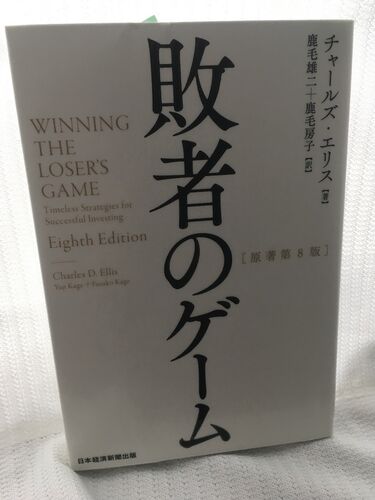 敗者のゲーム
チャールズ・エリス[著]
鹿毛雄二+鹿毛房子[訳]
[原著第8版]
WINNING
THE
LOSER'S
GAME
Timeless Strategies for
Successful Investing
Eighth Edition
Charles D. Ellis
Yuji Kage + Fusako Kage
日本経済新聞出版